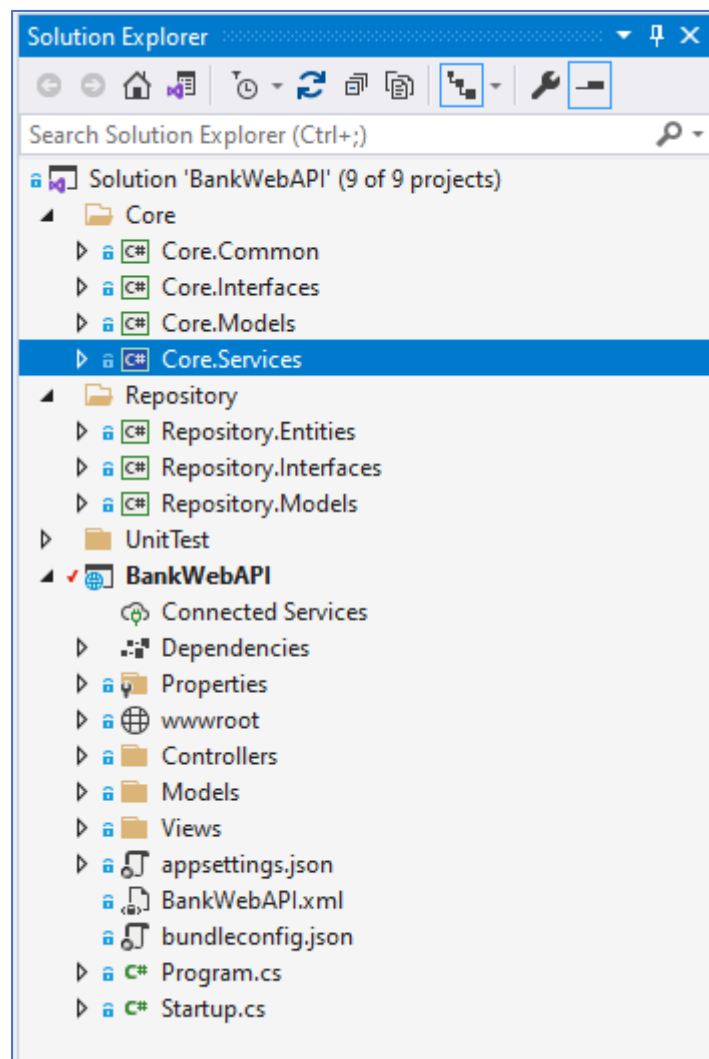 Solution Explorer
Search Solution Explorer (Ctrl+;)
Solution 'BankWebAPI' (9 of 9 projects)
Core
C# Core.Common
C# Core.Interfaces
C# Core.Models
C# Core.Services
Repository
C# Repository.Entities
C# Repository.Interfaces
C# Repository.Models
UnitTest
BankWebAPI
Connected Services
Dependencies
Properties
wwwroot
Controllers
Models
Views
appsettings.json
BankWebAPI.xml
bundleconfig.json
C# Program.cs
C# Startup.cs